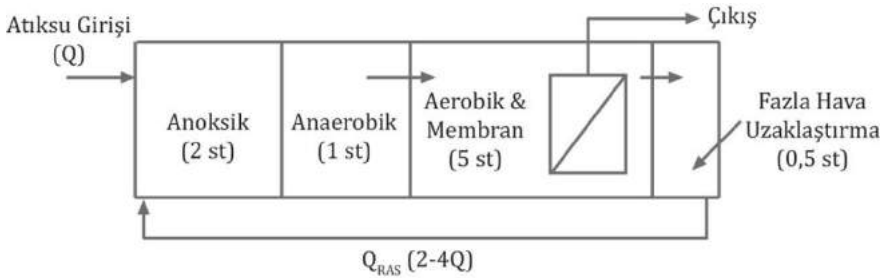 Atıksu Girişi
(Q)
Anoksik
(2 st)
Anaerobik
(1 st)
Aerobik &
Membran
(5 st)
Çıkış
Fazla Hava
Uzaklaştırma
(0,5 st)
Q_RAS (2-4Q)